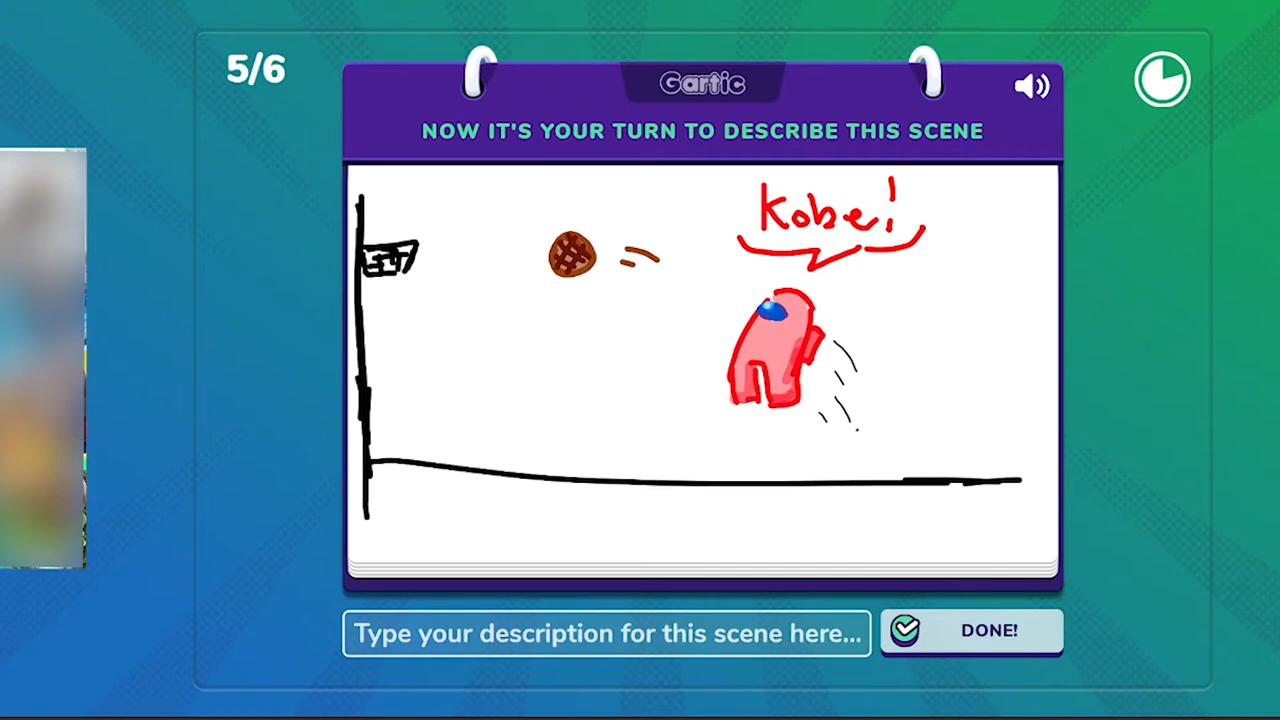 5/6
Gartic
NOW IT'S YOUR TURN TO DESCRIBE THIS SCENE
Kobe!
Type your description for this scene here...
DONE!